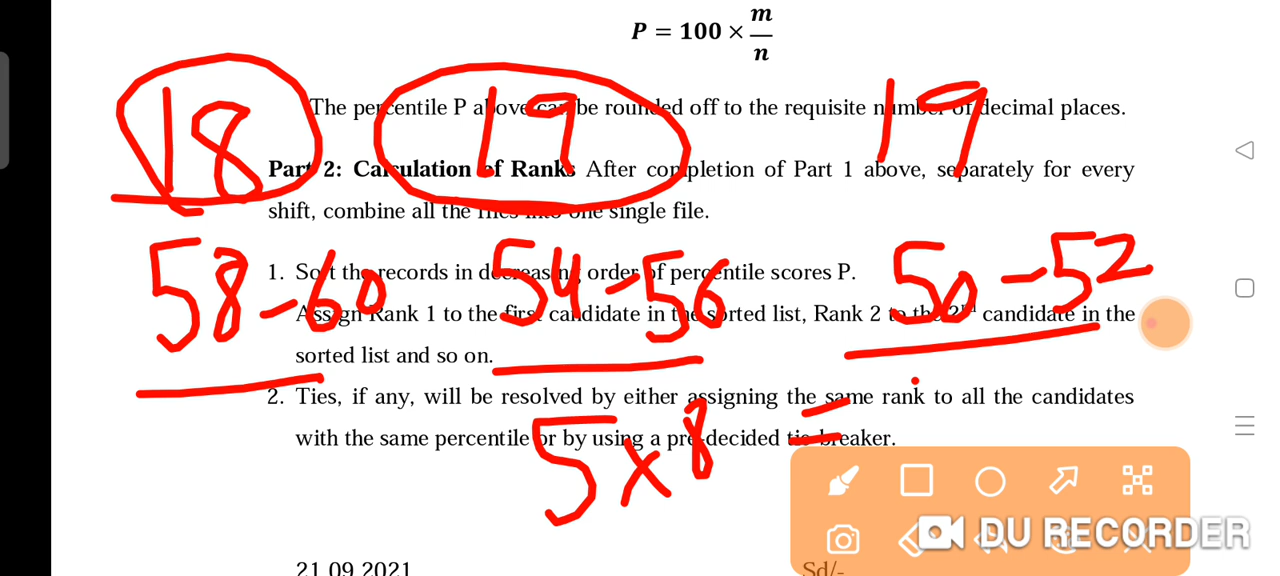 P = 100 × m/n
The percentile P above can be rounded off to the requisite number of decimal places.
18 19 19
Part 2: Calculation of Ranks After completion of Part 1 above, separately for every
shift, combine all the files into one single file.
58-60 54-56 50-52
1. Sort the records in decreasing order of percentile scores P.
Assign Rank 1 to the first candidate in the sorted list, Rank 2 to the 2nd candidate in the
sorted list and so on.
2. Ties, if any, will be resolved by either assigning the same rank to all the candidates
with the same percentile or by using a pre-decided tie-breaker.
5x8
DU RECORDER
21.09.2021 Sd/-